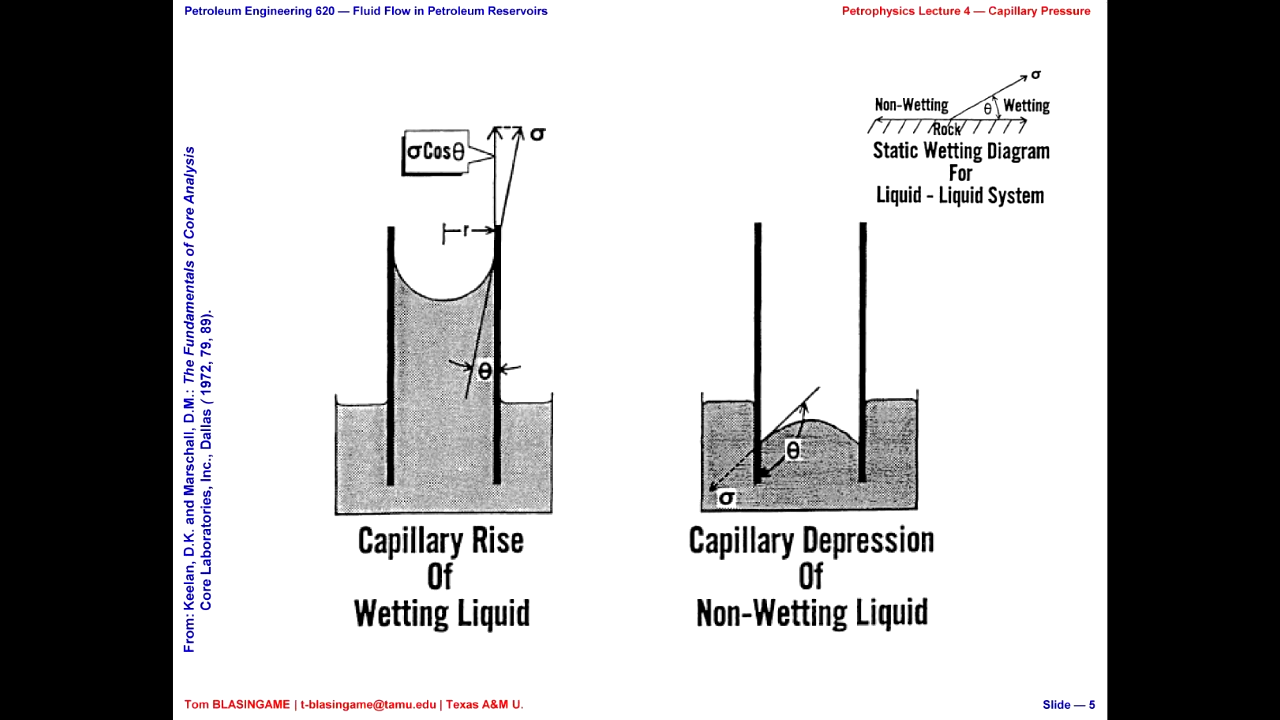 Petroleum Engineering 620 — Fluid Flow in Petroleum Reservoirs
Petrophysics Lecture 4 — Capillary Pressure
From: Keelan, D.K. and Marschall, D.M.: The Fundamentals of Core Analysis
Core Laboratories, Inc., Dallas ( 1972, 79, 89).
σ
Non-Wetting θ Wetting
Rock
Static Wetting Diagram
For
Liquid - Liquid System
σCosθ
σ
r
θ
θ
σ
Capillary Rise
Of
Wetting Liquid
Capillary Depression
Of
Non-Wetting Liquid
Tom BLASINGAME | t-blasingame@tamu.edu | Texas A&M U.
Slide — 5